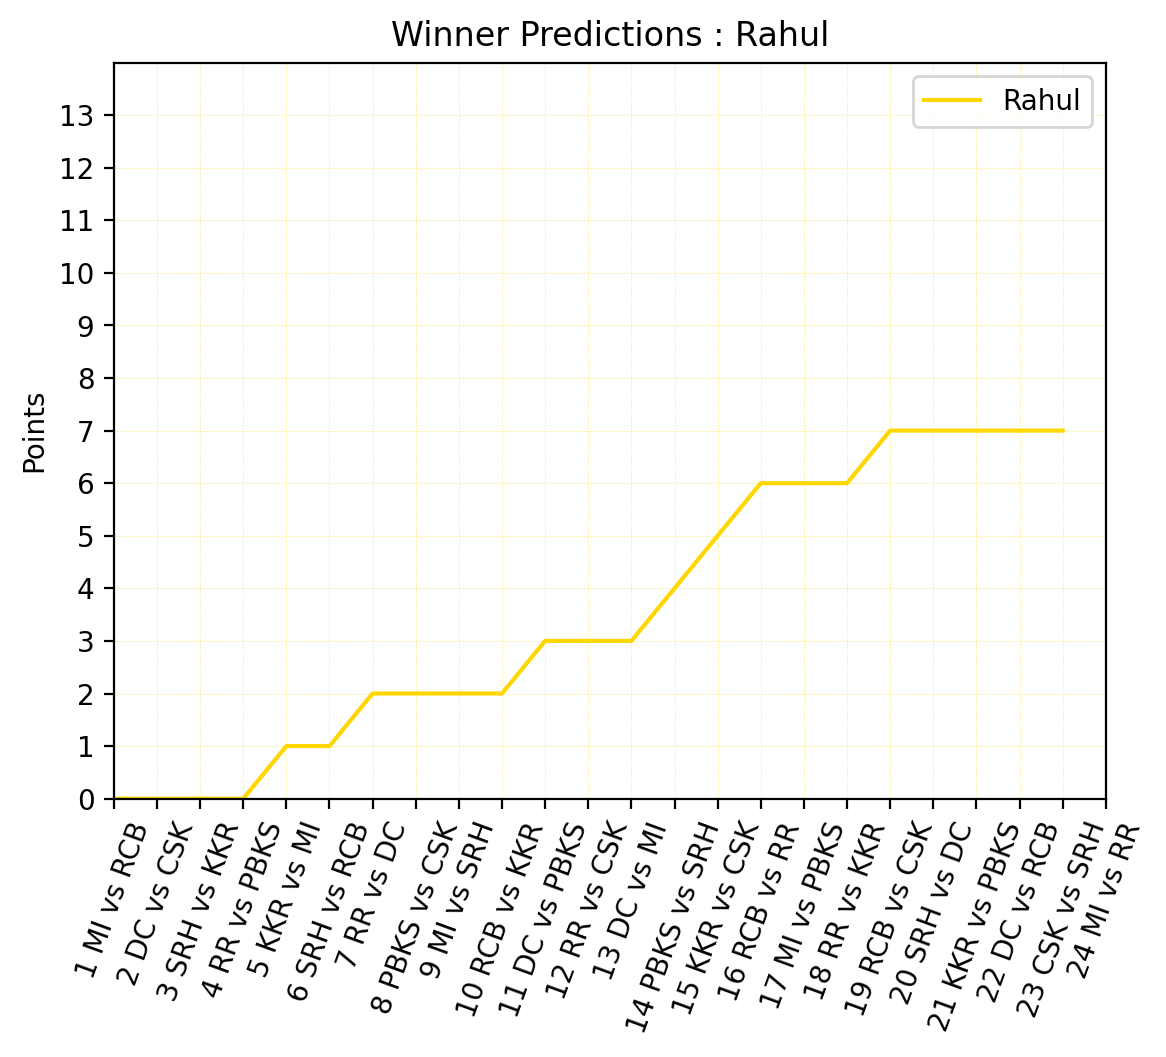 Winner Predictions : Rahul
Rahul
13
12
11
10
9
8
7
6
5
4
3
2
1
0
Points
1 MI vs RCB
2 DC vs CSK
3 SRH vs KKR
4 RR vs PBKS
5 KKR vs MI
6 SRH vs RCB
7 RR vs DC
8 PBKS vs CSK
9 MI vs SRH
10 RCB vs KKR
11 DC vs PBKS
12 RR vs CSK
13 DC vs MI
14 PBKS vs SRH
15 KKR vs CSK
16 RCB vs RR
17 MI vs PBKS
18 RR vs KKR
19 RCB vs CSK
20 SRH vs DC
21 KKR vs PBKS
22 DC vs RCB
23 CSK vs SRH
24 MI vs RR